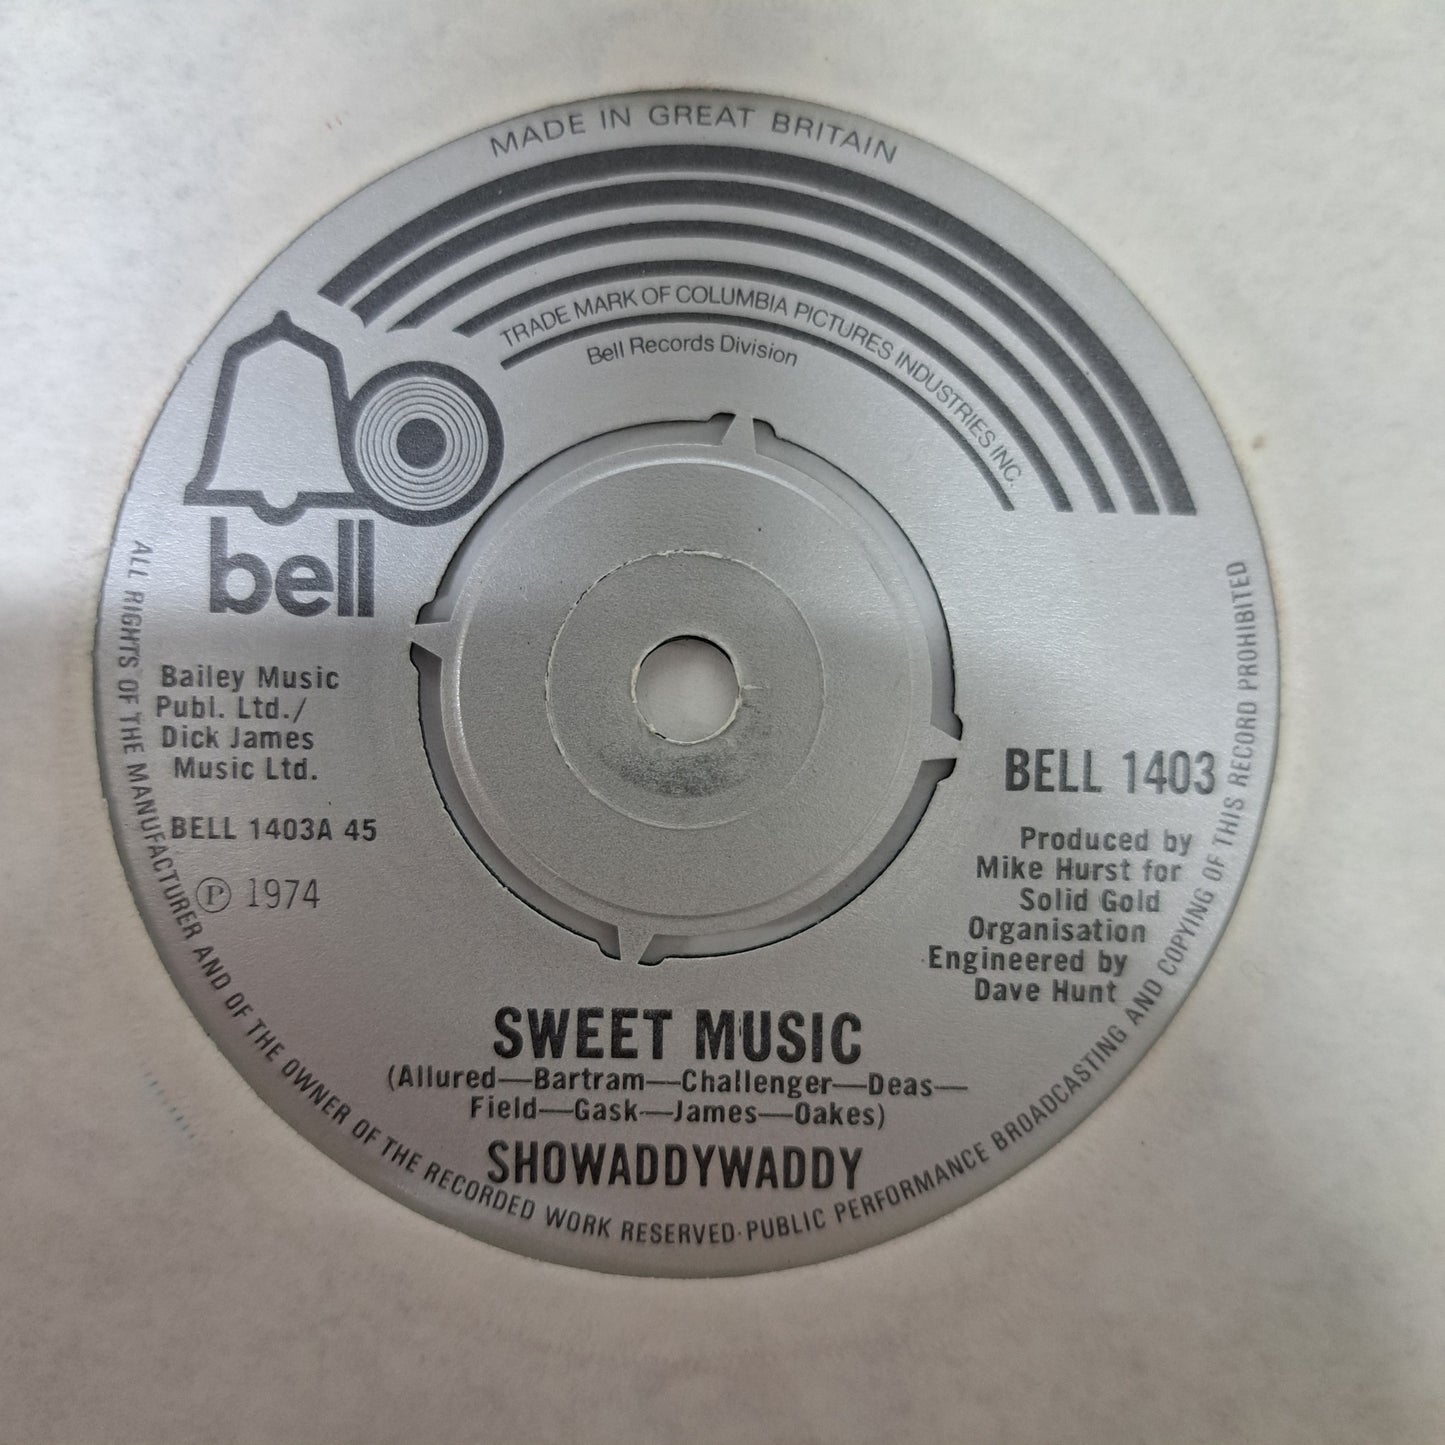 MADE IN GREAT BRITAIN
TRADE MARK OF COLUMBIA PICTURES INDUSTRIES INC.
Bell Records Division
bell
Bailey Music
Publ. Ltd./
Dick James
Music Ltd.
BELL 1403A 45
Ⓟ 1974
BELL 1403
Produced by
Mike Hurst for
Solid Gold
Organisation
Engineered by
Dave Hunt
SWEET MUSIC
(Allured—Bartram—Challenger—Deas—
Field—Gask—James—Oakes)
SHOWADDYWADDY
ALL RIGHTS OF THE MANUFACTURER AND OF THE OWNER OF THE RECORDED WORK RESERVED·PUBLIC PERFORMANCE BROADCASTING AND COPYING OF THIS RECORD PROHIBITED